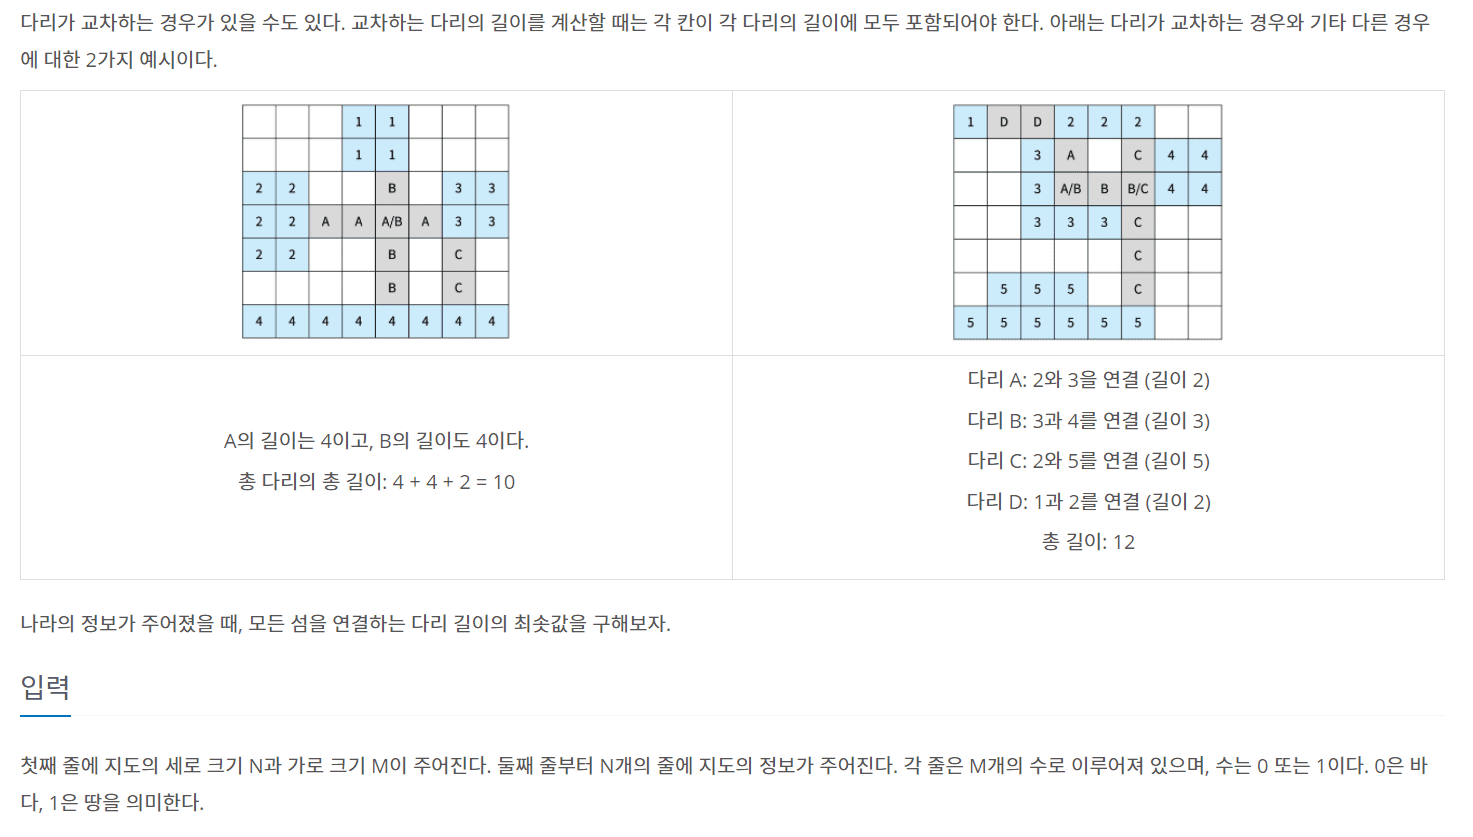 다리가 교차하는 경우가 있을 수도 있다. 교차하는 다리의 길이를 계산할 때는 각 칸이 각 다리의 길이에 모두 포함되어야 한다. 아래는 다리가 교차하는 경우와 기타 다른 경우
에 대한 2가지 예시이다.
1 1
1 1
2 2 B 3 3
2 2 A A A/B A 3 3
2 2 B C
B C
4 4 4 4 4 4 4 4
1 D D 2 2 2
3 A C 4 4
3 A/B B B/C 4 4
3 3 3 C
C
5 5 5 C
5 5 5 5 5 5
A의 길이는 4이고, B의 길이도 4이다.
총 다리의 총 길이: 4 + 4 + 2 = 10
다리 A: 2와 3을 연결 (길이 2)
다리 B: 3과 4를 연결 (길이 3)
다리 C: 2와 5를 연결 (길이 5)
다리 D: 1과 2를 연결 (길이 2)
총 길이: 12
나라의 정보가 주어졌을 때, 모든 섬을 연결하는 다리 길이의 최솟값을 구해보자.
입력
첫째 줄에 지도의 세로 크기 N과 가로 크기 M이 주어진다. 둘째 줄부터 N개의 줄에 지도의 정보가 주어진다. 각 줄은 M개의 수로 이루어져 있으며, 수는 0 또는 1이다. 0은 바
다, 1은 땅을 의미한다.